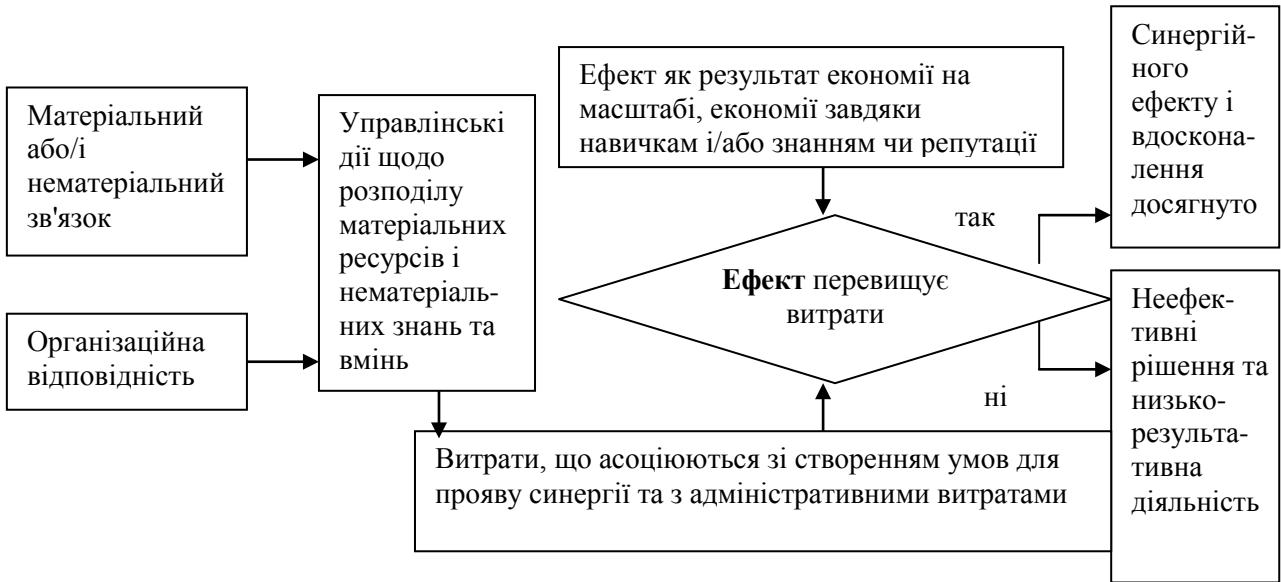 Матеріальний
або/і
нематеріальний
зв'язок
Організаційна
відповідність
Управлінські
дії щодо
розподілу
матеріальних
ресурсів і
нематеріаль-
них знань та
вмінь
Ефект як результат економії на
масштабі, економії завдяки
навичкам і/або знанням чи репутації
Ефект перевищує
витрати
так
ні
Витрати, що асоціюються зі створенням умов для
прояву синергії та з адміністративними витратами
Синергій-
ного
ефекту і
вдоскона-
лення
досягнуто
Неефек-
тивні
рішення та
низько-
результа-
тивна
діяльність